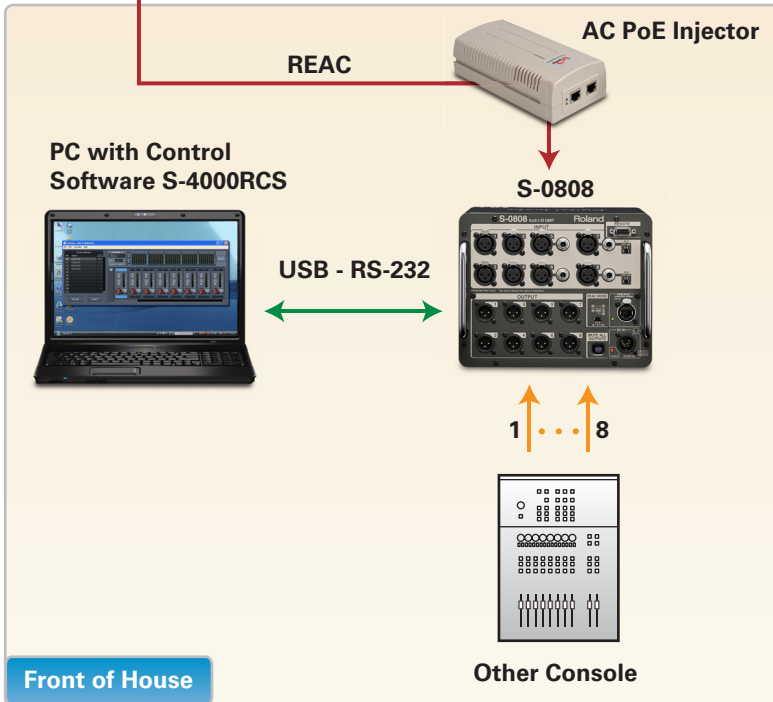 AC PoE Injector
REAC
PC with Control
Software S-4000RCS
S-0808
S-0808
Roland
INPUT
USB - RS-232
OUTPUT
1 • • • 8
Other Console
Front of House